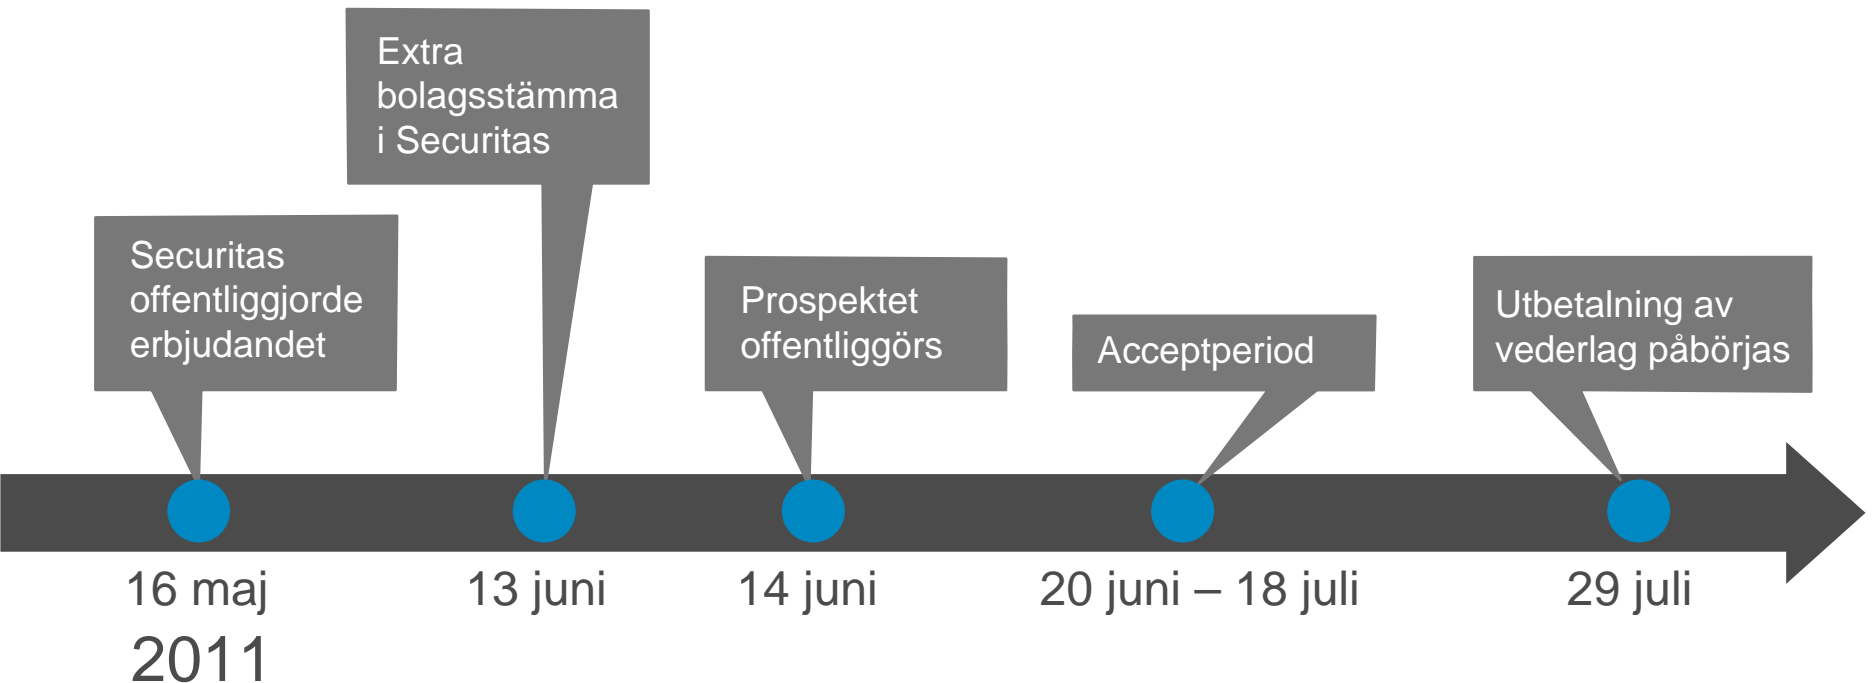 Extra
bolagsstämma
i Securitas
Securitas
offentliggjorde
erbjudandet
Prospektet
offentliggörs
Acceptperiod
Utbetalning av
vederlag påbörjas
16 maj
13 juni
14 juni
20 juni – 18 juli
29 juli
2011